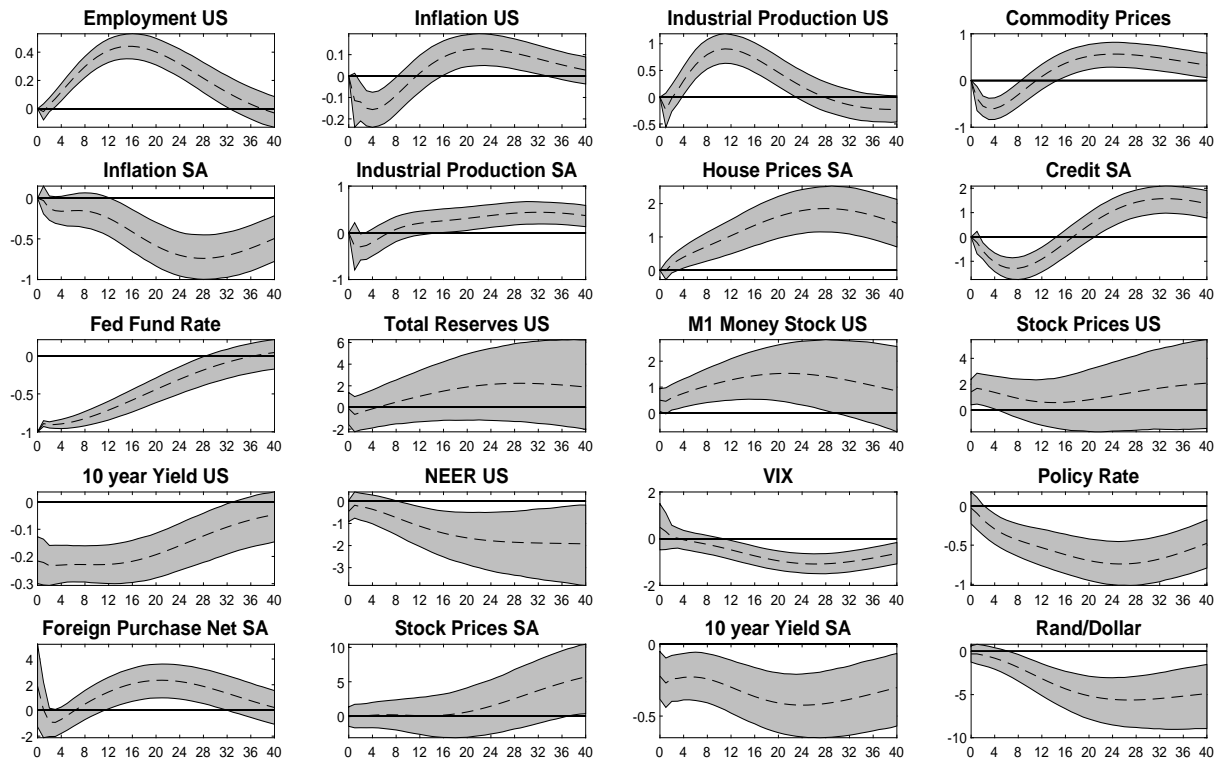 Employment US
0.4
0.2
0
0 4 8 12 16 20 24 28 32 36 40
Inflation US
0.1
0
-0.1
-0.2
0 4 8 12 16 20 24 28 32 36 40
Industrial Production US
1
0.5
0
-0.5
0 4 8 12 16 20 24 28 32 36 40
Commodity Prices
1
0
-1
0 4 8 12 16 20 24 28 32 36 40
Inflation SA
0
-0.5
-1
0 4 8 12 16 20 24 28 32 36 40
Industrial Production SA
1
0
-1
0 4 8 12 16 20 24 28 32 36 40
House Prices SA
2
1
0
0 4 8 12 16 20 24 28 32 36 40
Credit SA
2
1
0
-1
0 4 8 12 16 20 24 28 32 36 40
Fed Fund Rate
0
-0.5
-1
0 4 8 12 16 20 24 28 32 36 40
Total Reserves US
6
4
2
0
-2
0 4 8 12 16 20 24 28 32 36 40
M1 Money Stock US
2
1
0
0 4 8 12 16 20 24 28 32 36 40
Stock Prices US
4
2
0
0 4 8 12 16 20 24 28 32 36 40
10 year Yield US
0
-0.1
-0.2
-0.3
0 4 8 12 16 20 24 28 32 36 40
NEER US
0
-1
-2
-3
0 4 8 12 16 20 24 28 32 36 40
VIX
2
0
-2
0 4 8 12 16 20 24 28 32 36 40
Policy Rate
0
-0.5
-1
0 4 8 12 16 20 24 28 32 36 40
Foreign Purchase Net SA
4
2
0
-2
0 4 8 12 16 20 24 28 32 36 40
Stock Prices SA
10
5
0
0 4 8 12 16 20 24 28 32 36 40
10 year Yield SA
0
-0.5
0 4 8 12 16 20 24 28 32 36 40
Rand/Dollar
0
-5
-10
0 4 8 12 16 20 24 28 32 36 40